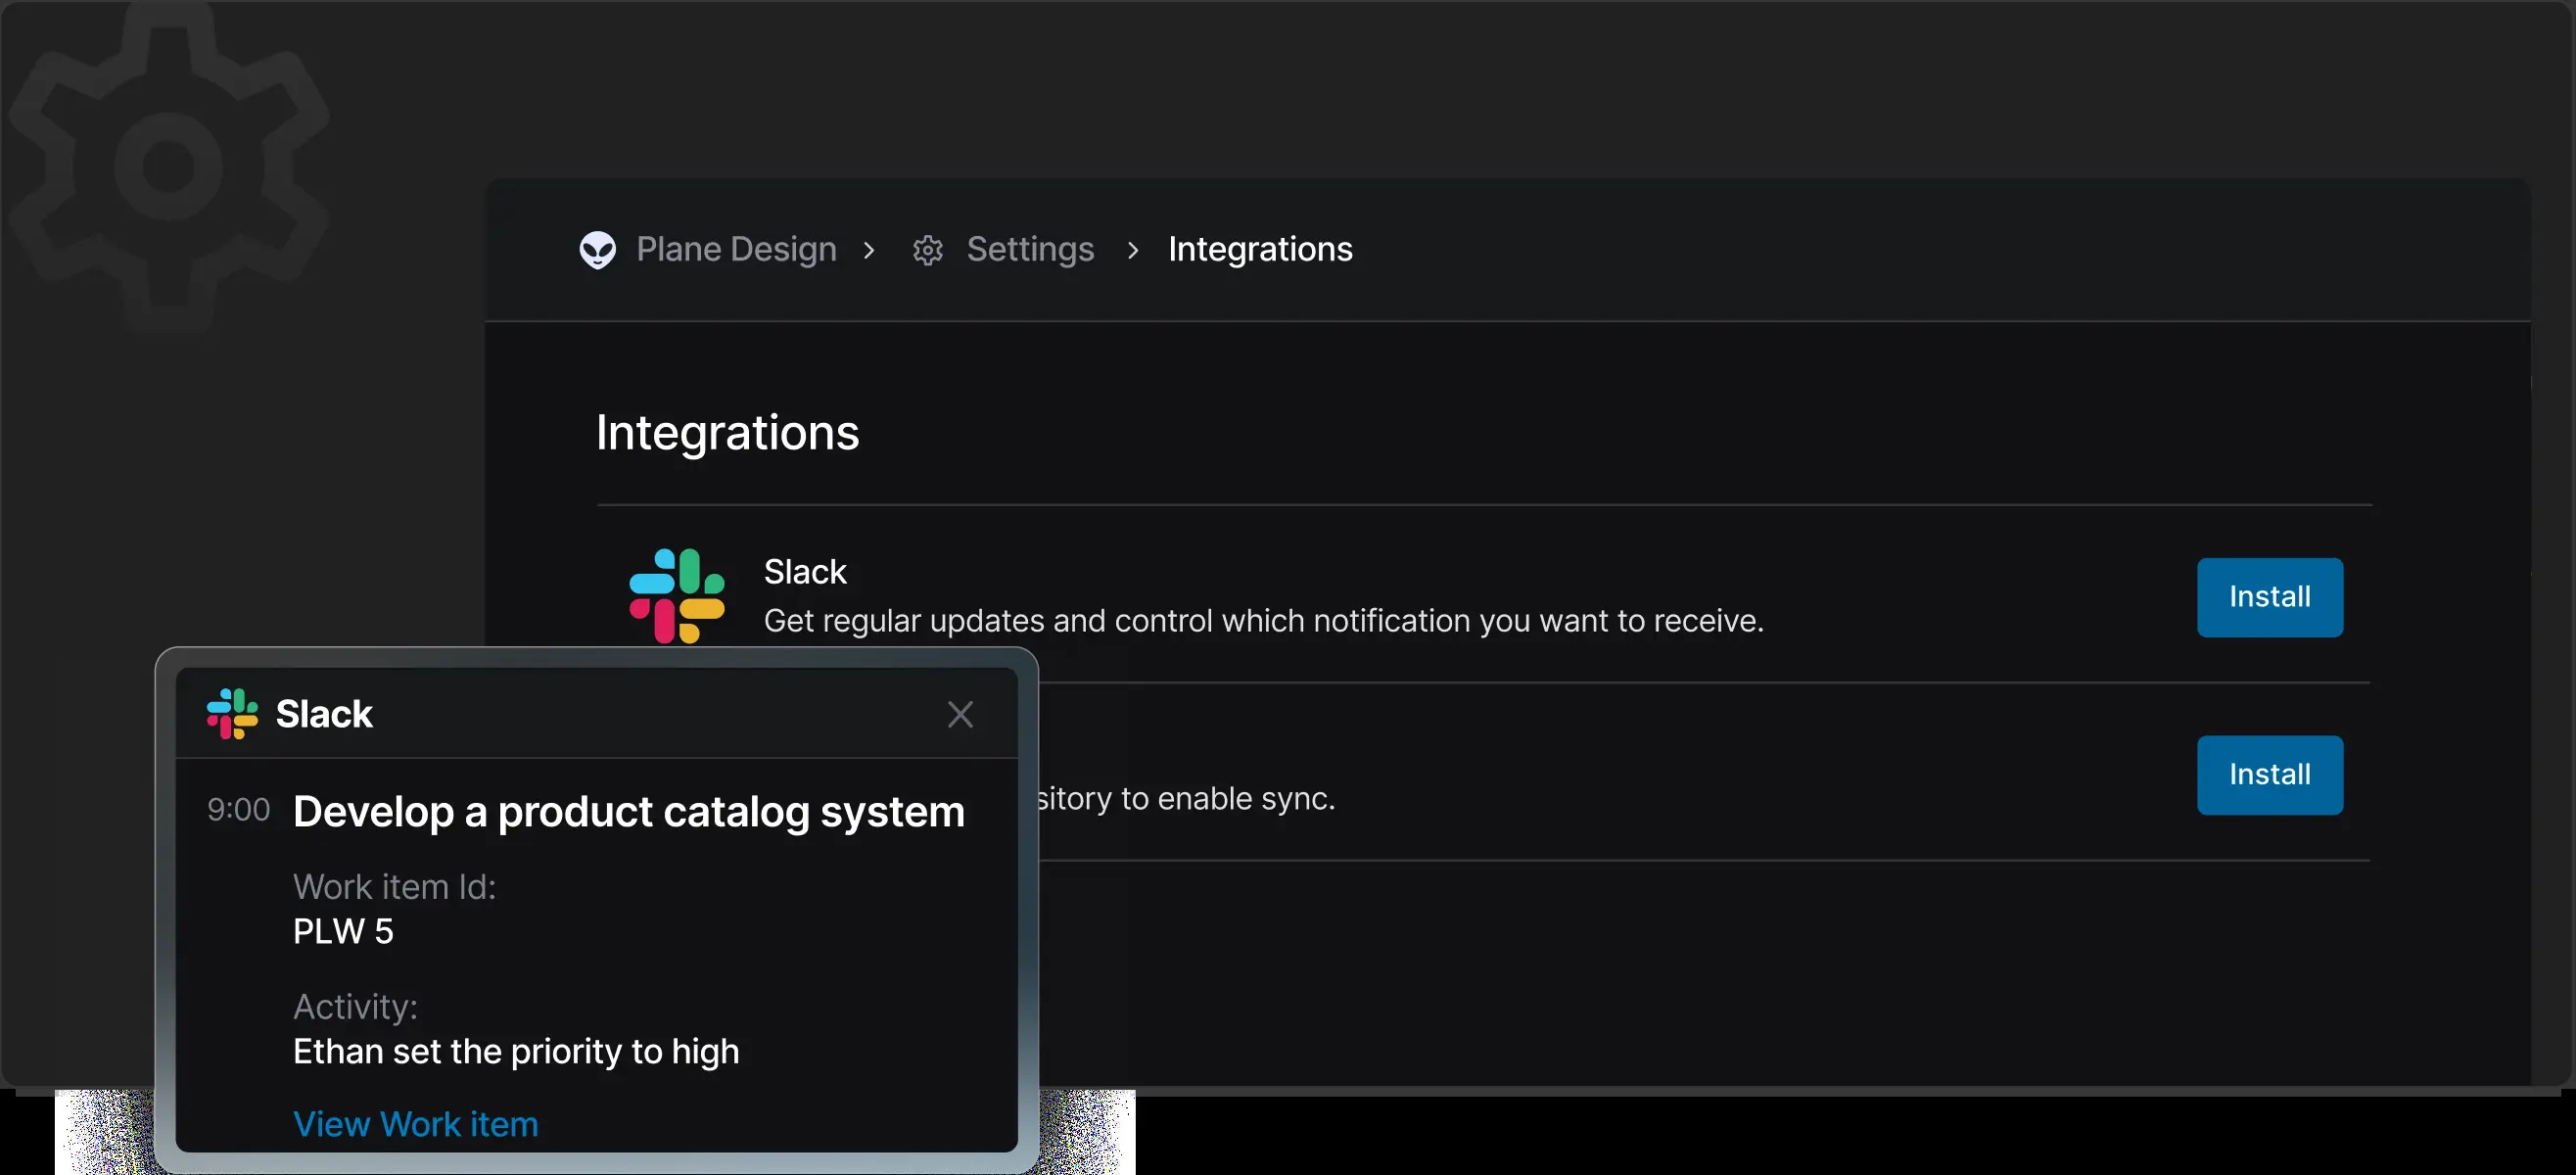 Plane Design > Settings > Integrations
Integrations
Slack
Get regular updates and control which notification you want to receive.
Install
to enable sync.
Install
Slack
9:00 Develop a product catalog system
Work item Id:
PLW 5
Activity:
Ethan set the priority to high
View Work item